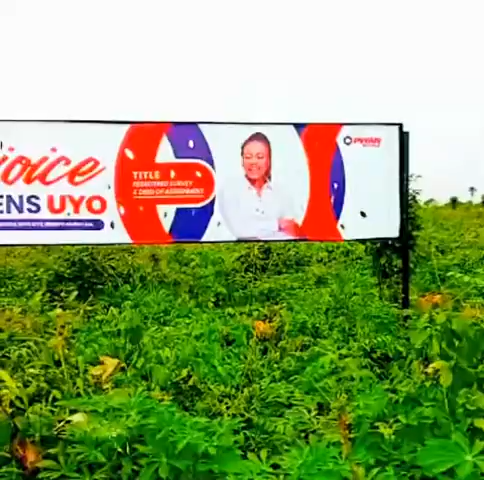 oice
ENS UYO
TITLE
REGISTERED SURVEY
& DEED OF ASSIGNMENT
PWAN